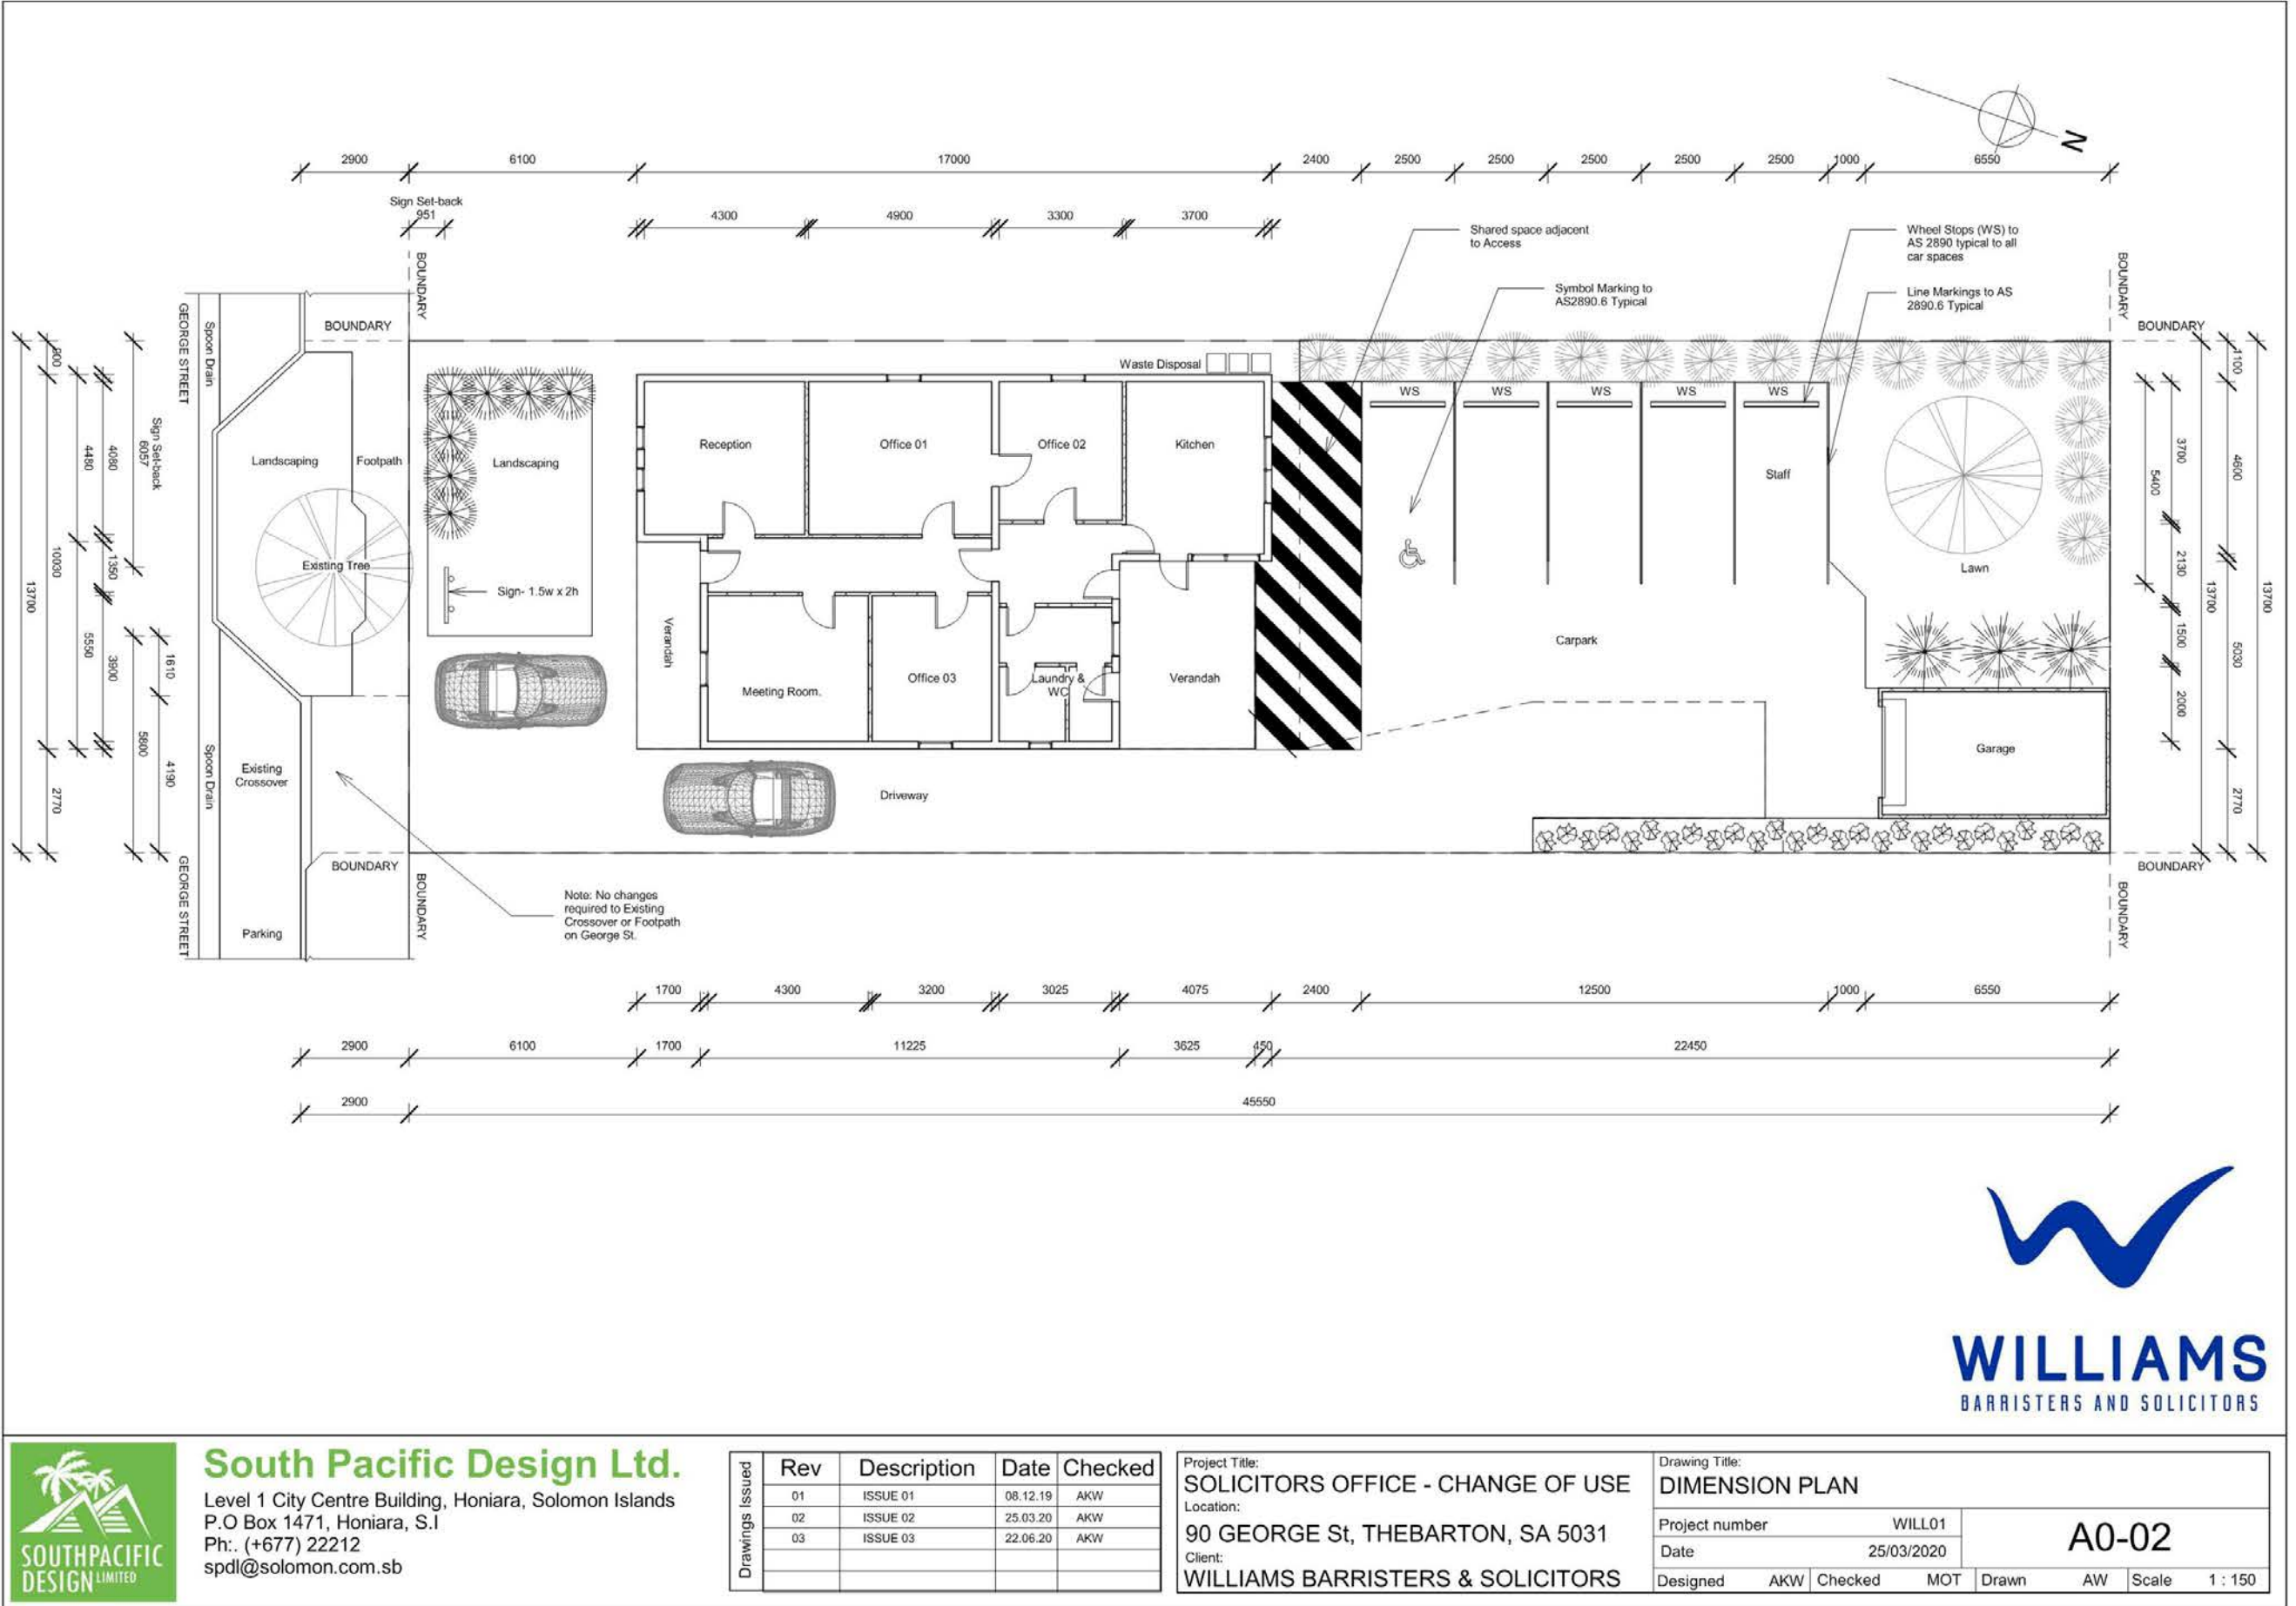 N
2900
6100
17000
2400
2500
2500
2500
2500
2500
1000
6550
Sign Set-back
951
4300
4900
3300
3700
Shared space adjacent
to Access
Symbol Marking to
AS2890.6 Typical
Wheel Stops (WS) to
AS 2890 typical to all
car spaces
Line Markings to AS
2890.6 Typical
BOUNDARY
BOUNDARY
BOUNDARY
BOUNDARY
GEORGE STREET
Spoon Drain
900
10030
2770
13700
4480
5550
4080
1350
3900
Sign Set-back
6057
5800
1610
4190
Landscaping
Footpath
Existing Tree
Landscaping
Sign- 1.5w x 2h
Waste Disposal
Reception
Office 01
Office 02
Kitchen
Verandah
Meeting Room.
Office 03
Laundry &
WC
Verandah
WS
WS
WS
WS
WS
Staff
Lawn
Carpark
Garage
Driveway
1100
4600
5030
2770
13700
13700
3700
2130
1500
2000
5400
Existing
Crossover
Spoon Drain
GEORGE STREET
Parking
BOUNDARY
BOUNDARY
BOUNDARY
BOUNDARY
Note: No changes
required to Existing
Crossover or Footpath
on George St.
1700
4300
3200
3025
4075
2400
12500
1000
6550
2900
6100
1700
11225
3625
450
22450
2900
45550
WILLIAMS
BARRISTERS AND SOLICITORS
SOUTHPACIFIC
DESIGN LIMITED
South Pacific Design Ltd.
Level 1 City Centre Building, Honiara, Solomon Islands
P.O Box 1471, Honiara, S.I
Ph:. (+677) 22212
spdl@solomon.com.sb
Drawings Issued
Rev Description Date Checked
01 ISSUE 01 08.12.19 AKW
02 ISSUE 02 25.03.20 AKW
03 ISSUE 03 22.06.20 AKW
Project Title:
SOLICITORS OFFICE - CHANGE OF USE
Location:
90 GEORGE St, THEBARTON, SA 5031
Client:
WILLIAMS BARRISTERS & SOLICITORS
Drawing Title:
DIMENSION PLAN
Project number WILL01
Date 25/03/2020
A0-02
Designed AKW Checked MOT Drawn AW Scale 1 : 150